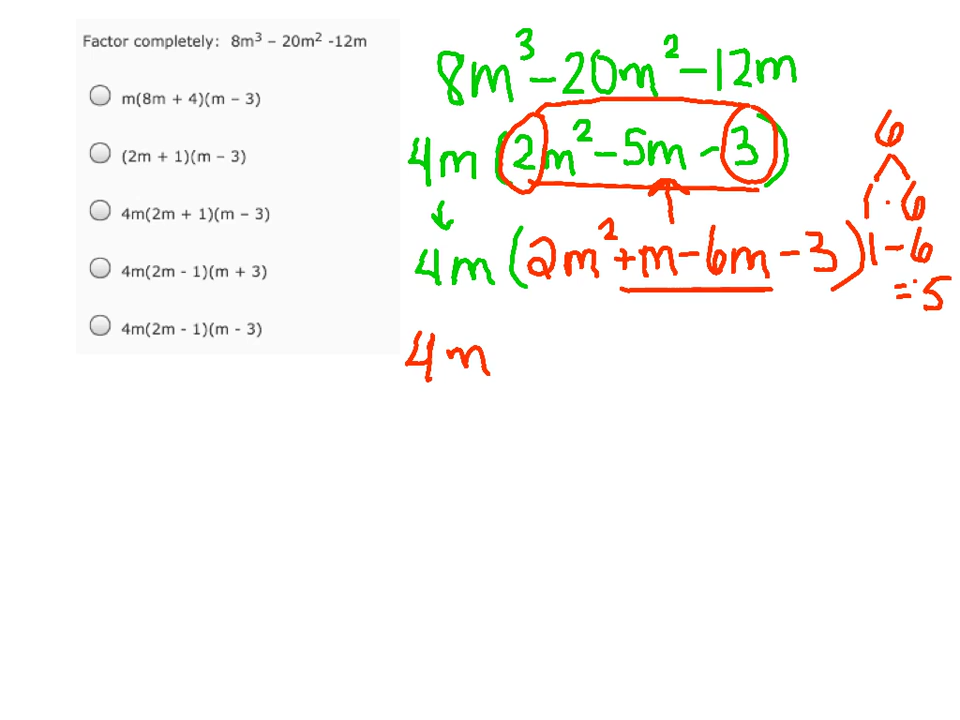 Factor completely: 8m³ – 20m² -12m
m(8m + 4)(m – 3)
(2m + 1)(m – 3)
4m(2m + 1)(m – 3)
4m(2m - 1)(m + 3)
4m(2m - 1)(m - 3)
8m³-20m²-12m
4m(2m²-5m-3)
6
1·6
4m(2m²+m-6m-3)
1-6
=-5
4m